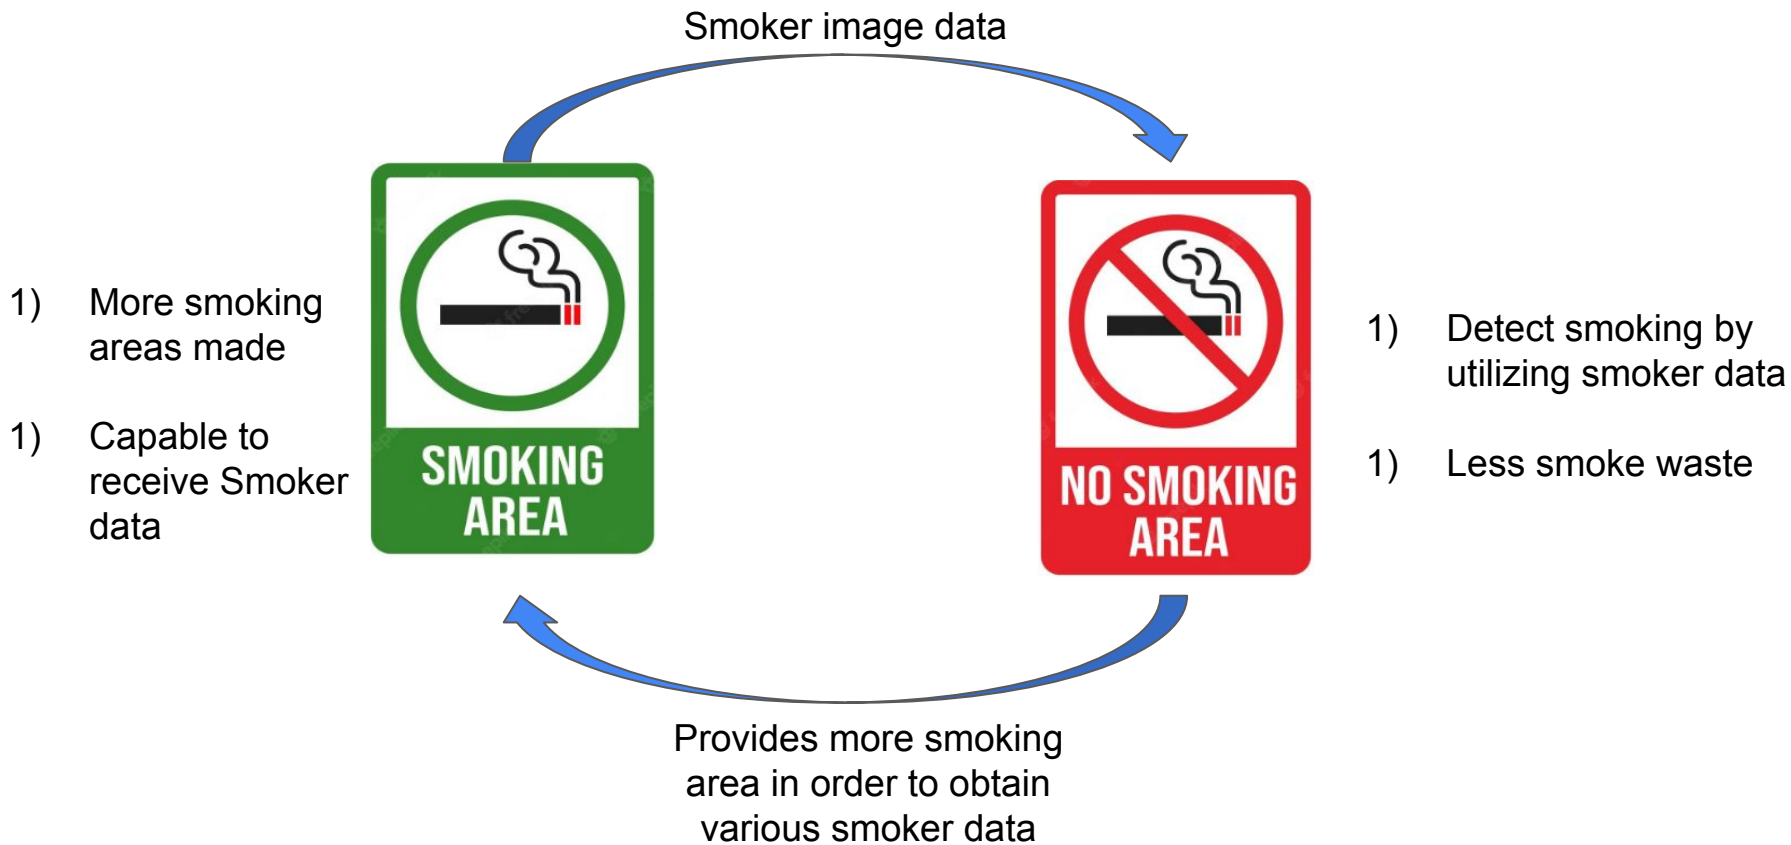 Smoker image data
1) More smoking
areas made
1) Capable to
receive Smoker
data
SMOKING
AREA
NO SMOKING
AREA
1) Detect smoking by
utilizing smoker data
1) Less smoke waste
Provides more smoking
area in order to obtain
various smoker data